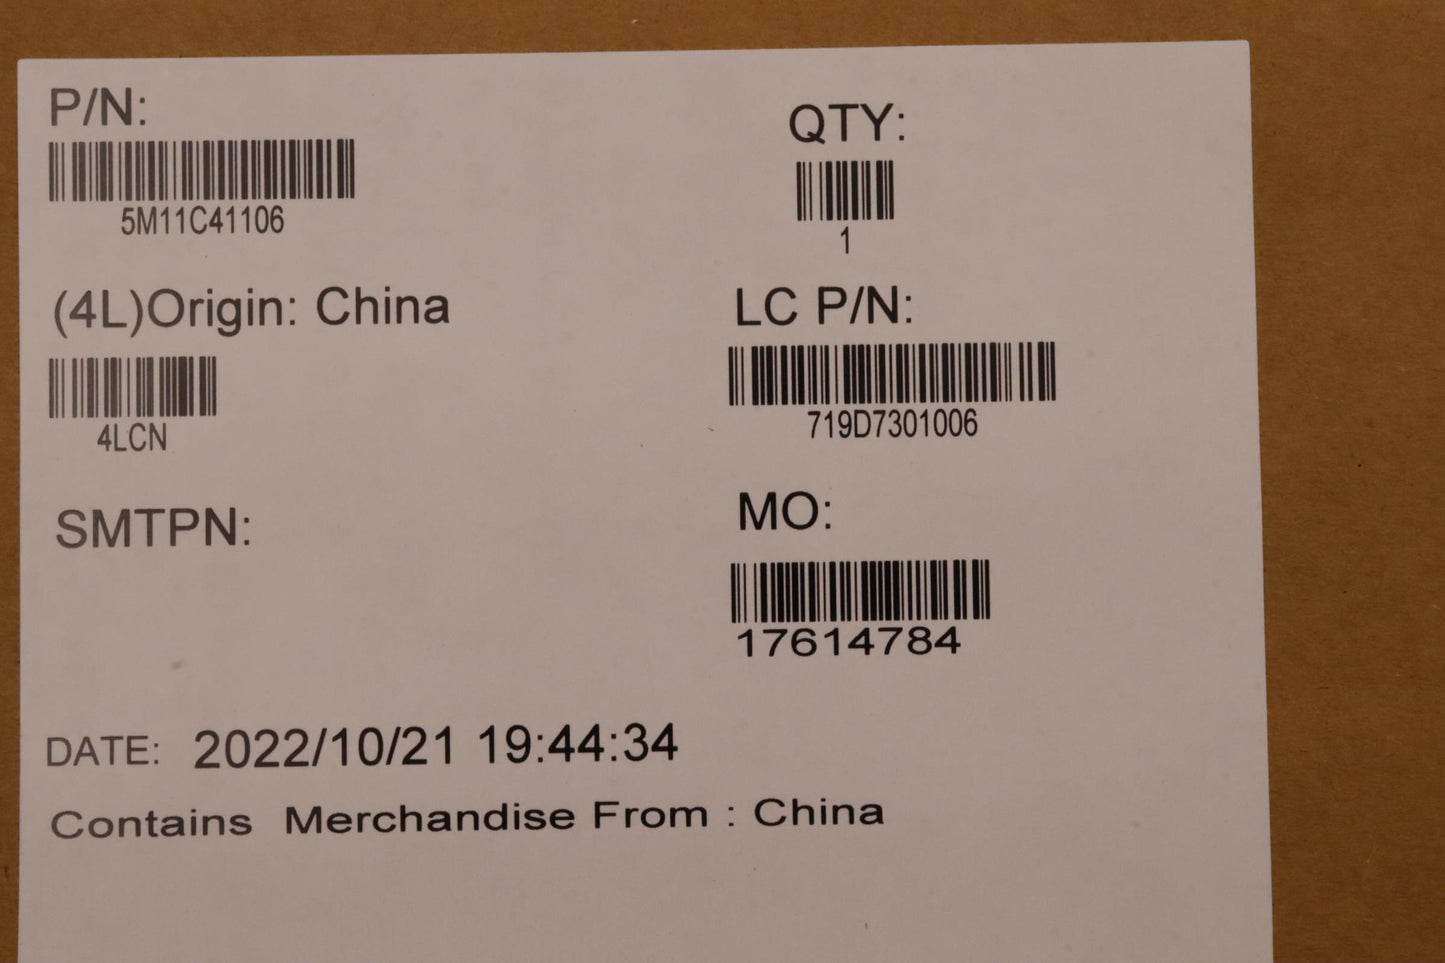 P/N:
5M11C41106
QTY:
1
(4L)Origin: China
4LCN
LC P/N:
719D7301006
SMTPN:
MO:
17614784
DATE: 2022/10/21 19:44:34
Contains Merchandise From : China